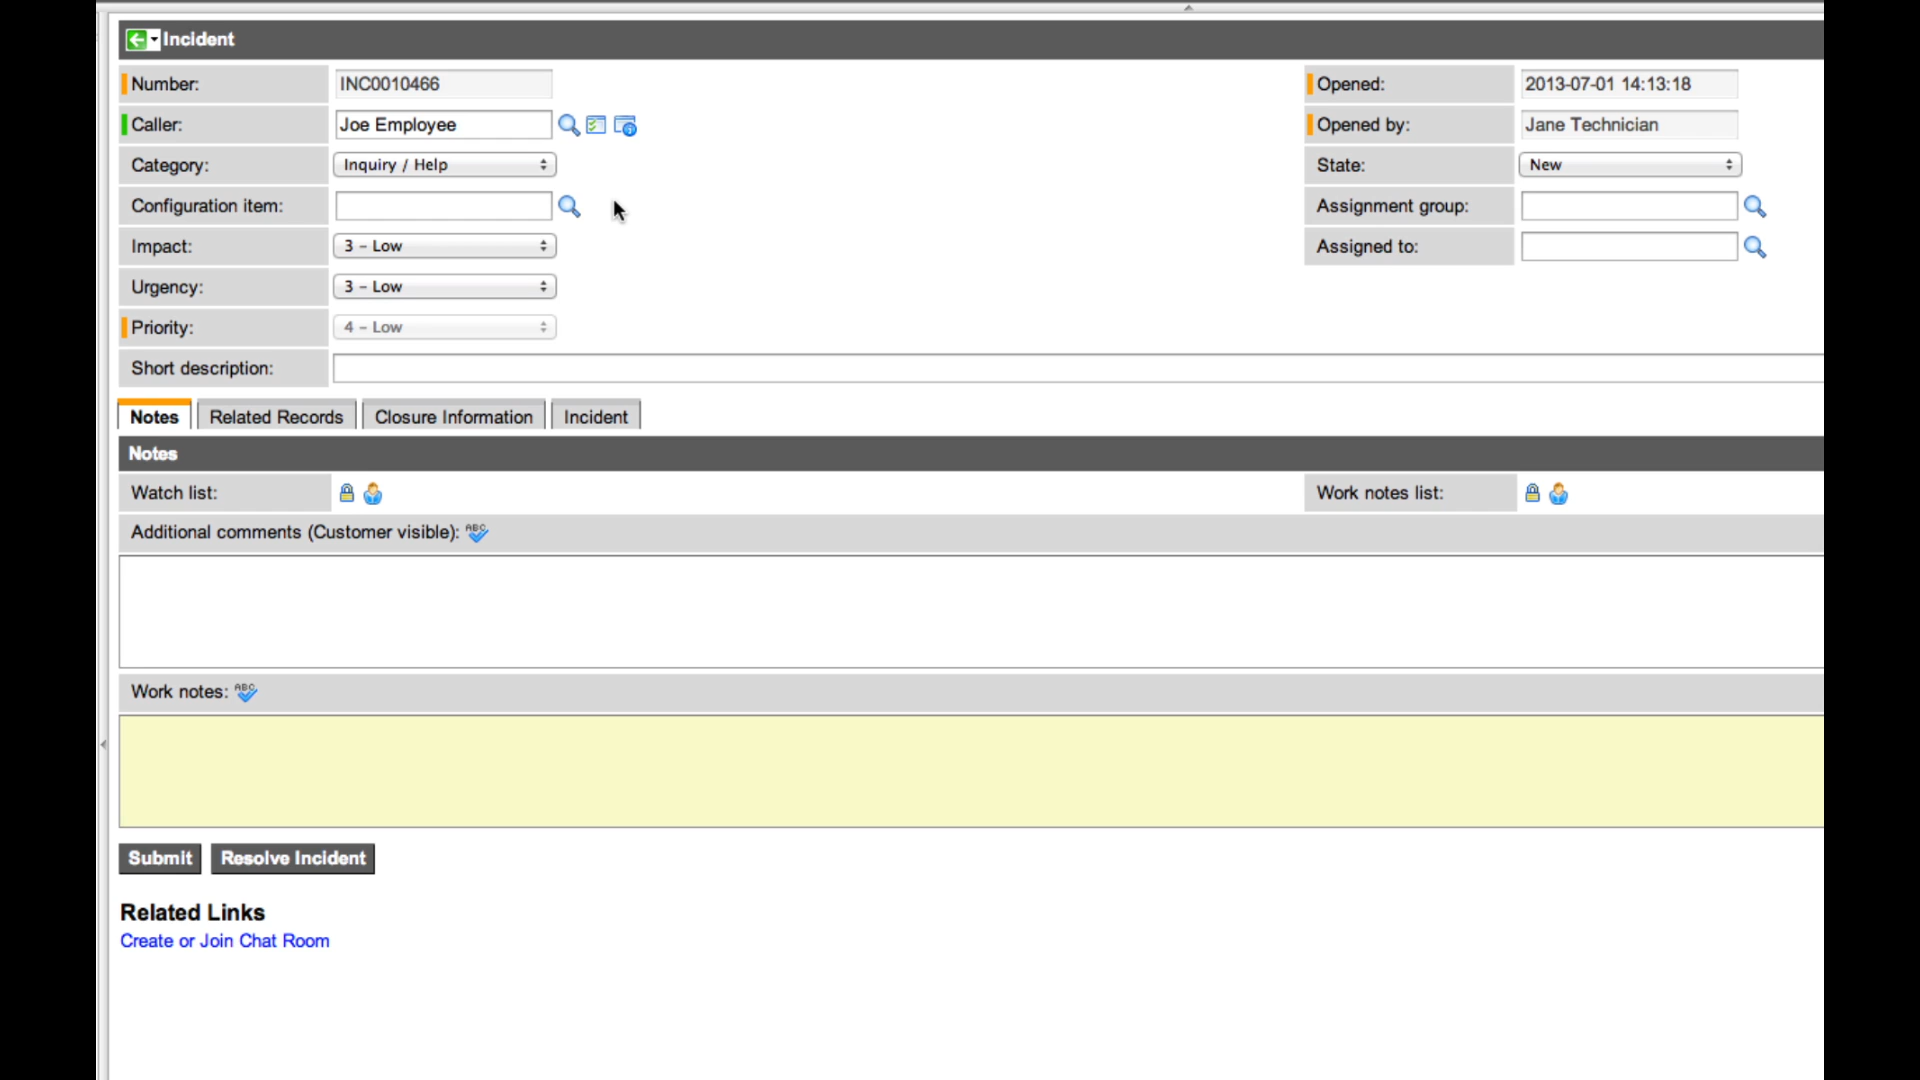 Incident
Number: INC0010466 Opened: 2013-07-01 14:13:18
Caller: Joe Employee Opened by: Jane Technician
Category: Inquiry / Help State: New
Configuration item: Assignment group:
Impact: 3 - Low Assigned to:
Urgency: 3 - Low
Priority: 4 - Low
Short description:
Notes Related Records Closure Information Incident
Notes
Watch list: Work notes list:
Additional comments (Customer visible): ABC
Work notes: ABC
Submit Resolve Incident
Related Links
Create or Join Chat Room